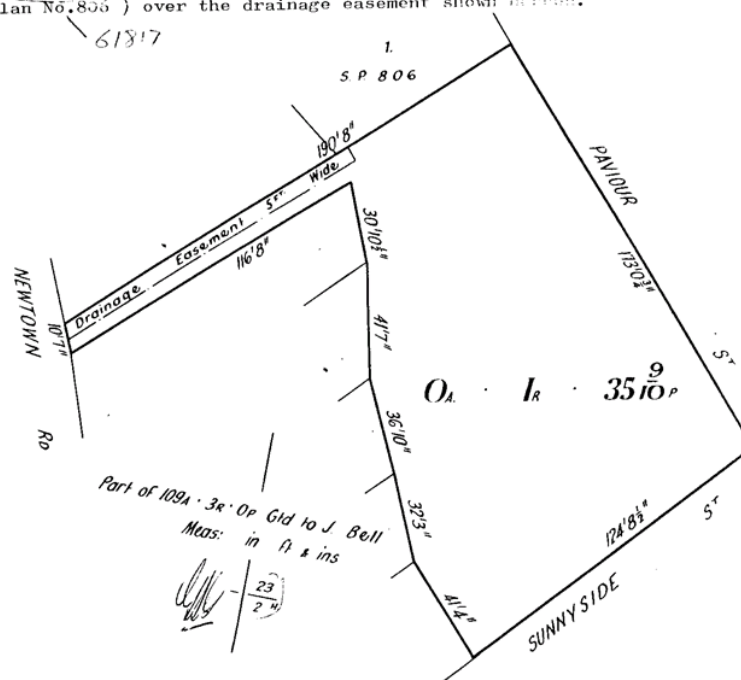 lan No.806 ) over the drainage easement shown
61817
1.
S.P. 806
190'8"
Drainage Easement 5FT. Wide
116'8"
30'10½"
41'7"
36'10"
32'3"
41'4"
NEWTOWN RD
10'7"
PAVIOUR ST
173'0¾"
0A. · 1R · 35 9/10 P
124'8½"
SUNNYSIDE ST
Part of 109A · 3R · 0P Gtd to J. Bell
Meas: in ft & ins
23
2 H